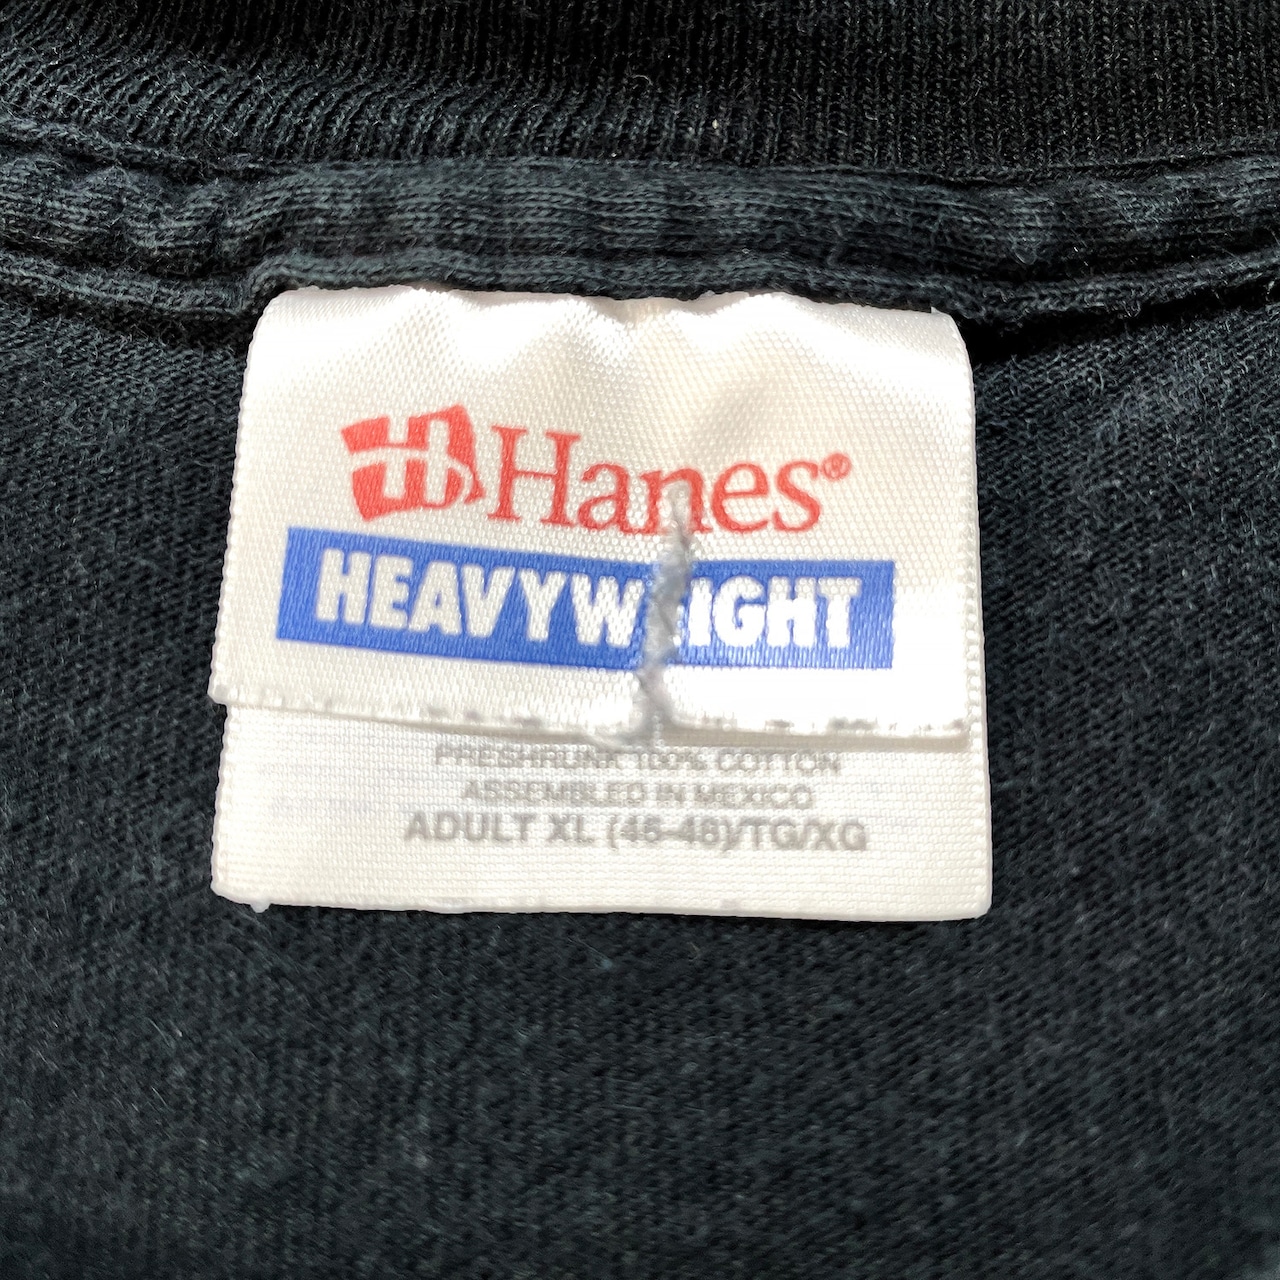 Hanes®
HEAVYWEIGHT
PRESHRUNK 100% COTTON
ASSEMBLED IN MEXICO
ADULT XL (46-48)/TG/XG